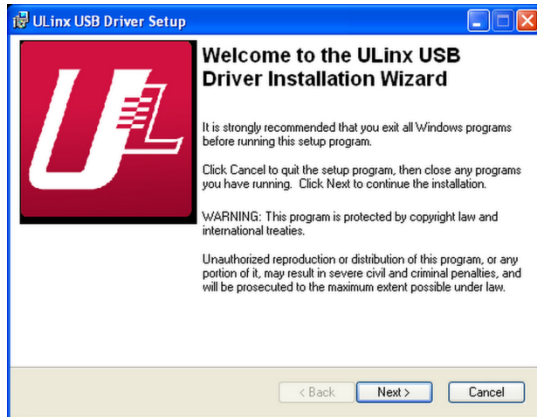 ULinx USB Driver Setup
Welcome to the ULinx USB
Driver Installation Wizard
UL
It is strongly recommended that you exit all Windows programs
before running this setup program.
Click Cancel to quit the setup program, then close any programs
you have running. Click Next to continue the installation.
WARNING: This program is protected by copyright law and
international treaties.
Unauthorized reproduction or distribution of this program, or any
portion of it, may result in severe civil and criminal penalties, and
will be prosecuted to the maximum extent possible under law.
< Back Next > Cancel